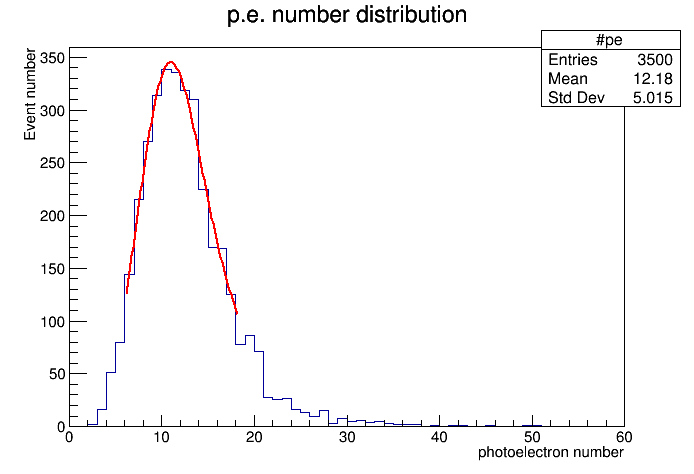 p.e. number distribution
#pe
Entries 3500
Mean 12.18
Std Dev 5.015
Event number
350
300
250
200
150
100
50
0
0 10 20 30 40 50 60
photoelectron number